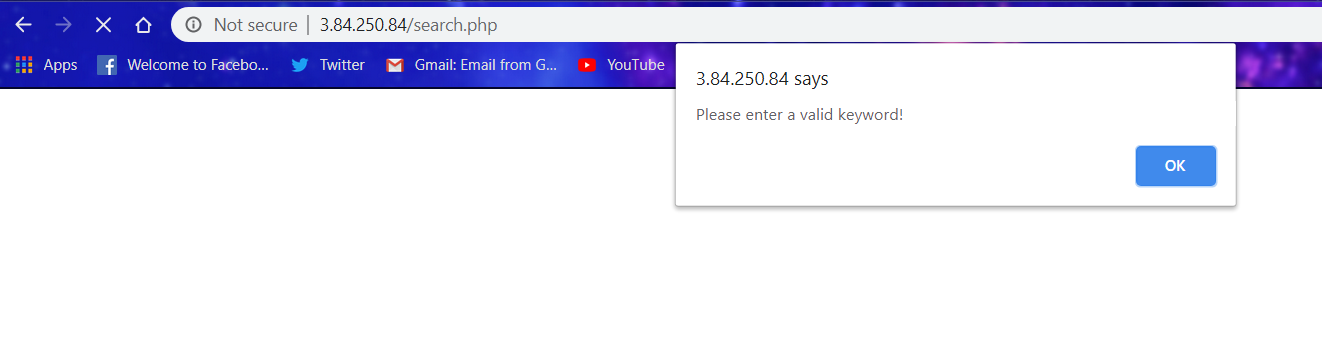 Not secure | 3.84.250.84/search.php
Apps Welcome to Facebo... Twitter Gmail: Email from G... YouTube
3.84.250.84 says
Please enter a valid keyword!
OK